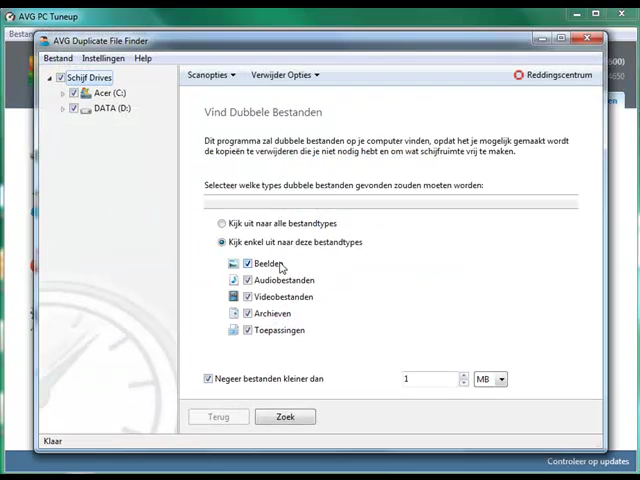 AVG PC Tuneup
AVG Duplicate File Finder
Bestand Instellingen Help
Schijf Drives
Acer (C:)
DATA (D:)
Scanopties Verwijder Opties Reddingscentrum
Vind Dubbele Bestanden
Dit programma zal dubbele bestanden op je computer vinden, opdat het je mogelijk gemaakt wordt
de kopieën te verwijderen die je niet nodig hebt en om wat schijfruimte vrij te maken.
Selecteer welke types dubbele bestanden gevonden zouden moeten worden:
Kijk uit naar alle bestandtypes
Kijk enkel uit naar deze bestandtypes
Beelden
Audiobestanden
Videobestanden
Archieven
Toepassingen
Negeer bestanden kleiner dan 1 MB
Terug Zoek
Klaar
Controleer op updates